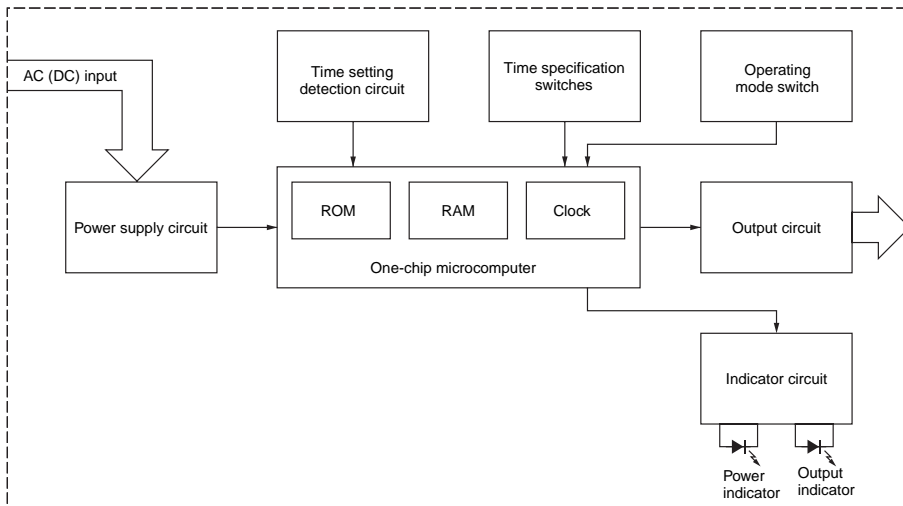 AC (DC) input
Time setting
detection circuit
Time specification
switches
Operating
mode switch
Power supply circuit
ROM
RAM
Clock
One-chip microcomputer
Output circuit
Indicator circuit
Power
indicator
Output
indicator